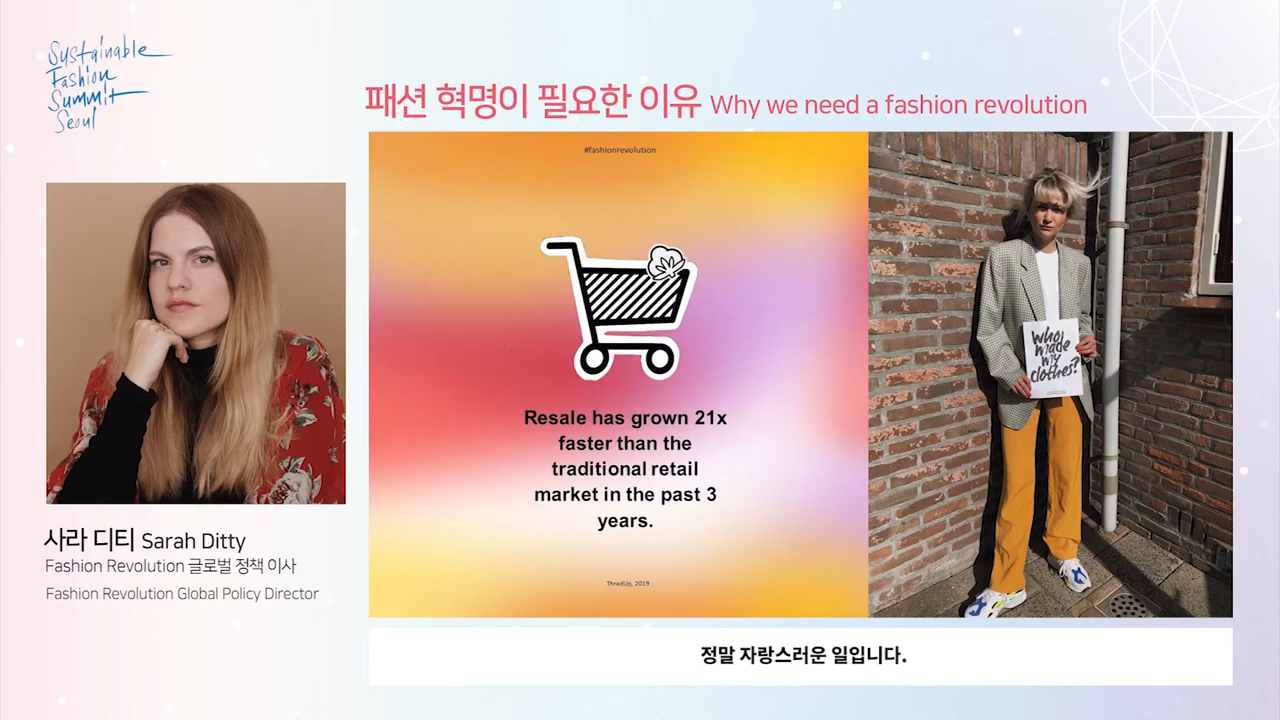 Sustainable
Fashion
Summit
Seoul
패션 혁명이 필요한 이유 Why we need a fashion revolution
#fashionrevolution
Resale has grown 21x
faster than the
traditional retail
market in the past 3
years.
ThredUp, 2019
who
made
my
clothes?
사라 디티 Sarah Ditty
Fashion Revolution 글로벌 정책 이사
Fashion Revolution Global Policy Director
정말 자랑스러운 일입니다.